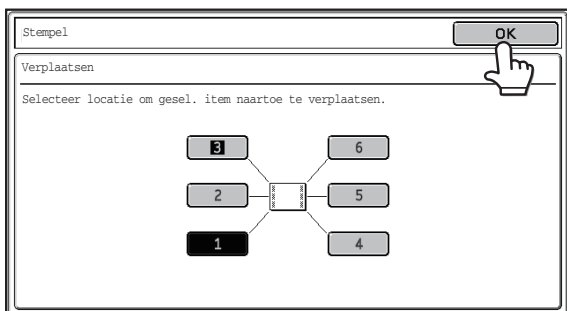 Stempel
OK
Verplaatsen
Selecteer locatie om gesel. item naartoe te verplaatsen.
3
6
2
5
1
4